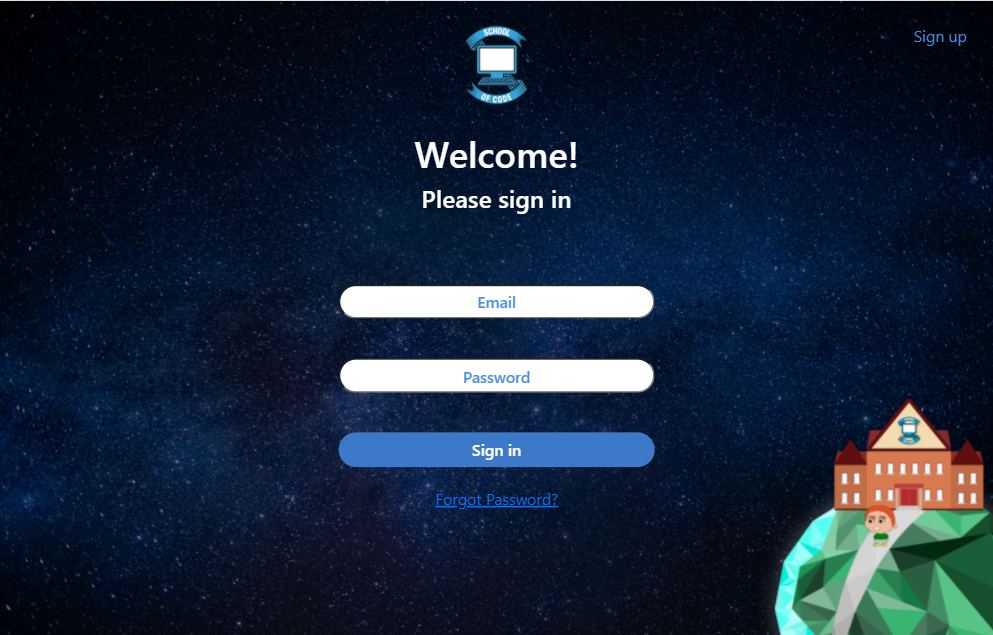 SCHOOL
OF CODE
Sign up
Welcome!
Please sign in
Email
Password
Sign in
Forgot Password?